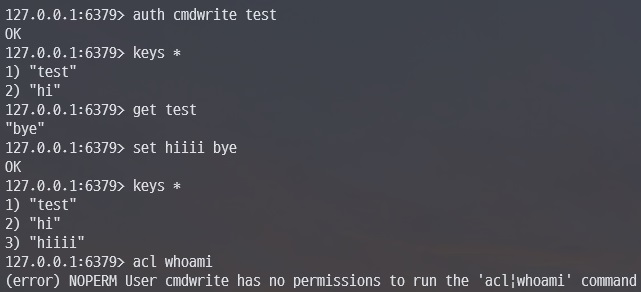 127.0.0.1:6379> auth cmdwrite test
OK
127.0.0.1:6379> keys *
1) "test"
2) "hi"
127.0.0.1:6379> get test
"bye"
127.0.0.1:6379> set hiiii bye
OK
127.0.0.1:6379> keys *
1) "test"
2) "hi"
3) "hiiii"
127.0.0.1:6379> acl whoami
(error) NOPERM User cmdwrite has no permissions to run the 'acl¦whoami' command